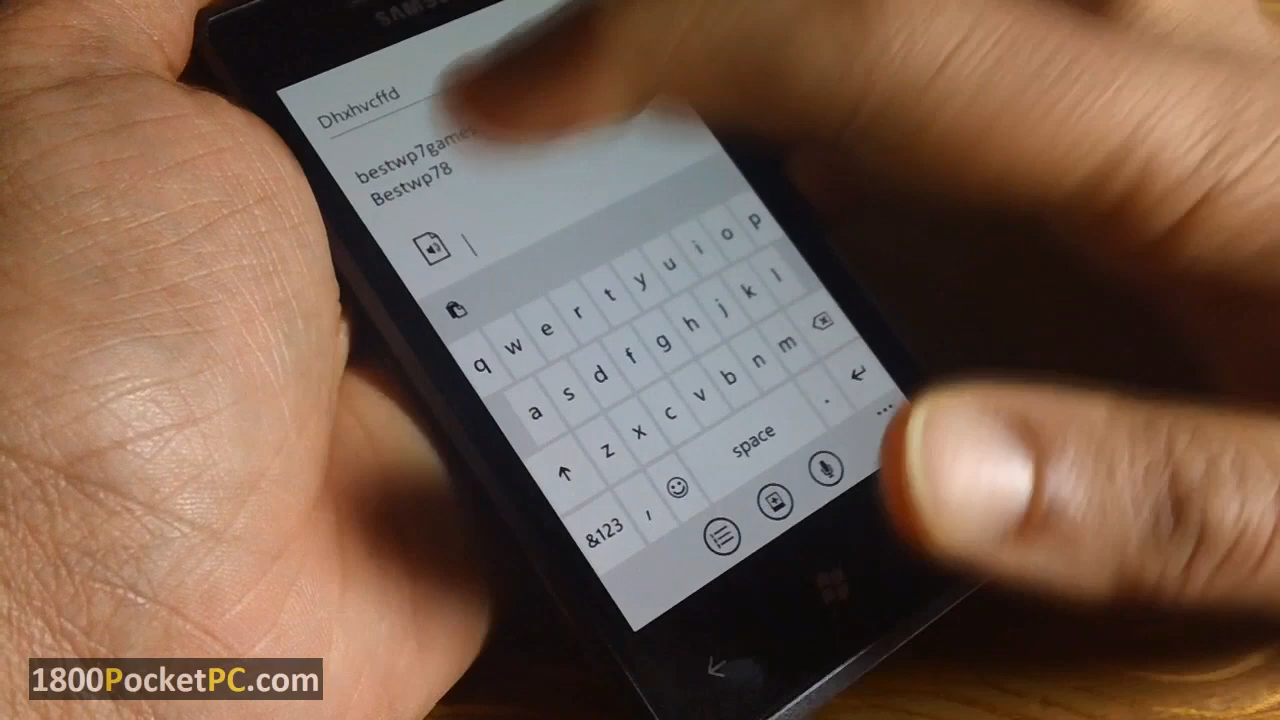 SAMSUNG
Dhxhvcffd
bestwp7games
Bestwp78
q w e r t y u i o p
a s d f g h j k l
z x c v b n m
&123 , space .
1800PocketPC.com